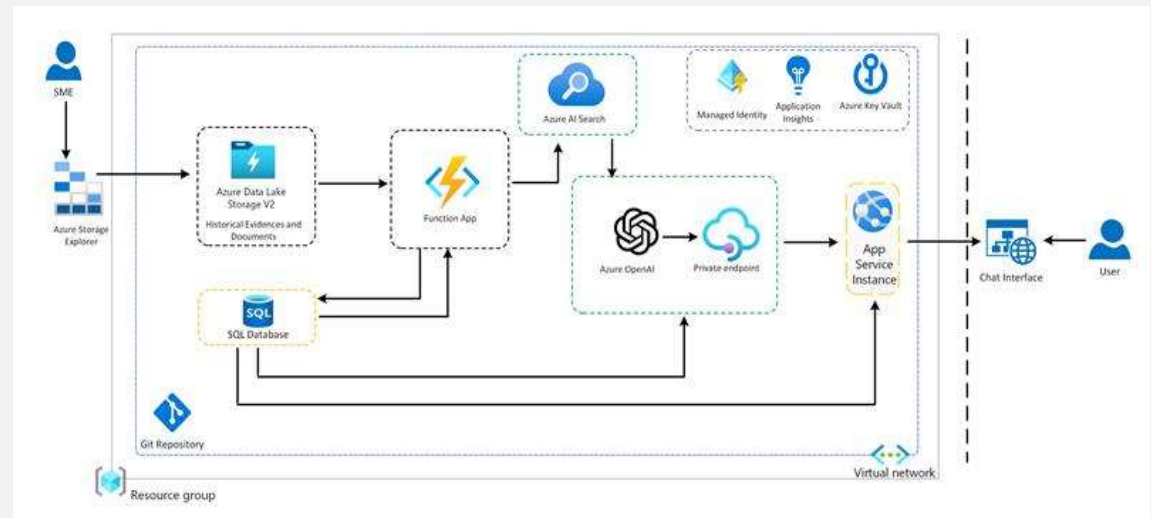 SME
Azure Storage
Explorer
Azure Data Lake
Storage V2
Historical Evidences and
Documents
Function App
Azure AI Search
Managed Identity
Application
Insights
Azure Key Vault
Azure OpenAI
Private endpoint
App
Service
Instance
Chat Interface
User
SQL
SQL Database
Git Repository
Virtual network
Resource group